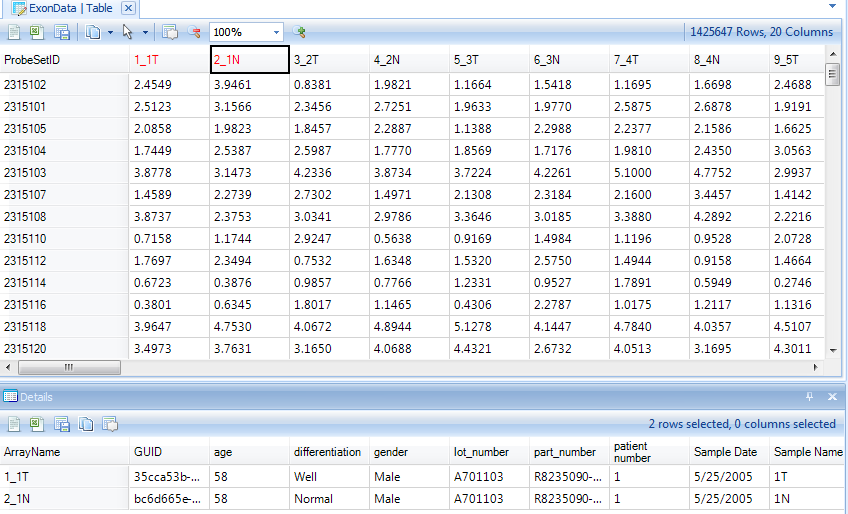 ExonData | Table
100% 1425647 Rows, 20 Columns
ProbeSetID 1_1T 2_1N 3_2T 4_2N 5_3T 6_3N 7_4T 8_4N 9_5T
2315102 2.4549 3.9461 0.8381 1.9821 1.1664 1.5418 1.1695 1.6698 2.4688
2315101 2.5123 3.1566 2.3456 2.7251 1.9633 1.9770 2.5875 2.6878 1.9191
2315105 2.0858 1.9823 1.8457 2.2887 1.1388 2.2988 2.2377 2.1586 1.6625
2315104 1.7449 2.5387 2.5987 1.7770 1.8569 1.7176 1.9810 2.4350 3.0563
2315103 3.8778 3.1473 4.2336 3.8734 3.7224 4.2261 5.1000 4.7752 2.9937
2315107 1.4589 2.2739 2.7302 1.4971 2.1308 2.3184 2.1600 3.4457 1.4142
2315108 3.8737 2.3753 3.0341 2.9786 3.3646 3.0185 3.3880 4.2892 2.2216
2315110 0.7158 1.1744 2.9247 0.5638 0.9169 1.4984 1.1196 0.9528 2.0728
2315112 1.7697 2.3494 0.7532 1.6348 1.5320 2.5750 1.4944 0.9158 1.4664
2315114 0.6723 0.3876 0.9857 0.7766 1.2331 0.9527 1.7891 0.5949 0.2746
2315116 0.3801 0.6345 1.8017 1.1465 0.4306 2.2787 1.0175 1.2117 1.1316
2315118 3.9647 4.7530 4.0672 4.8944 5.1278 4.1447 4.7840 4.0357 4.5107
2315120 3.4973 3.7631 3.1650 4.0688 4.4321 2.6732 4.0513 3.1695 4.3011
Details
2 rows selected, 0 columns selected
ArrayName GUID age differentiation gender lot_number part_number patient number Sample Date Sample Name
1_1T 35cca53b-... 58 Well Male A701103 R8235090-... 1 5/25/2005 1T
2_1N bc6d665e-... 58 Normal Male A701103 R8235090-... 1 5/25/2005 1N